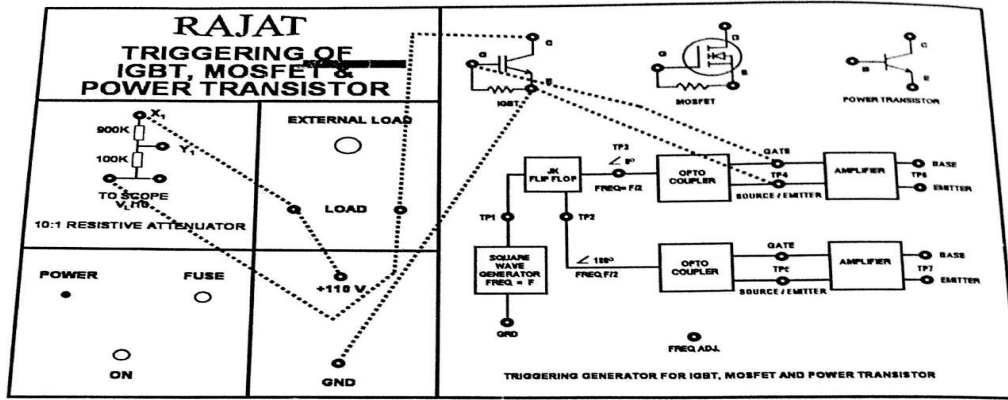 RAJAT
TRIGGERING OF
IGBT, MOSFET &
POWER TRANSISTOR
X1
900K
Y1
100K
TO SCOPE
10:1 RESISTIVE ATTENUATOR
EXTERNAL LOAD
LOAD
POWER
FUSE
ON
+110 V
GND
G
C
E
IGBT
G
D
S
MOSFET
B
C
E
POWER TRANSISTOR
JK
FLIP FLOP
TP3
∠ 0°
FREQ= F/2
OPTO
COUPLER
GATE
TP4
SOURCE / EMITTER
AMPLIFIER
BASE
TP6
EMITTER
TP1
TP2
SQUARE
WAVE
GENERATOR
FREQ = F
GRD
∠ 180°
FREQ, F/2
OPTO
COUPLER
GATE
TP5
SOURCE / EMITTER
AMPLIFIER
BASE
TP7
EMITTER
FREQ ADJ.
TRIGGERING GENERATOR FOR IGBT, MOSFET AND POWER TRANSISTOR